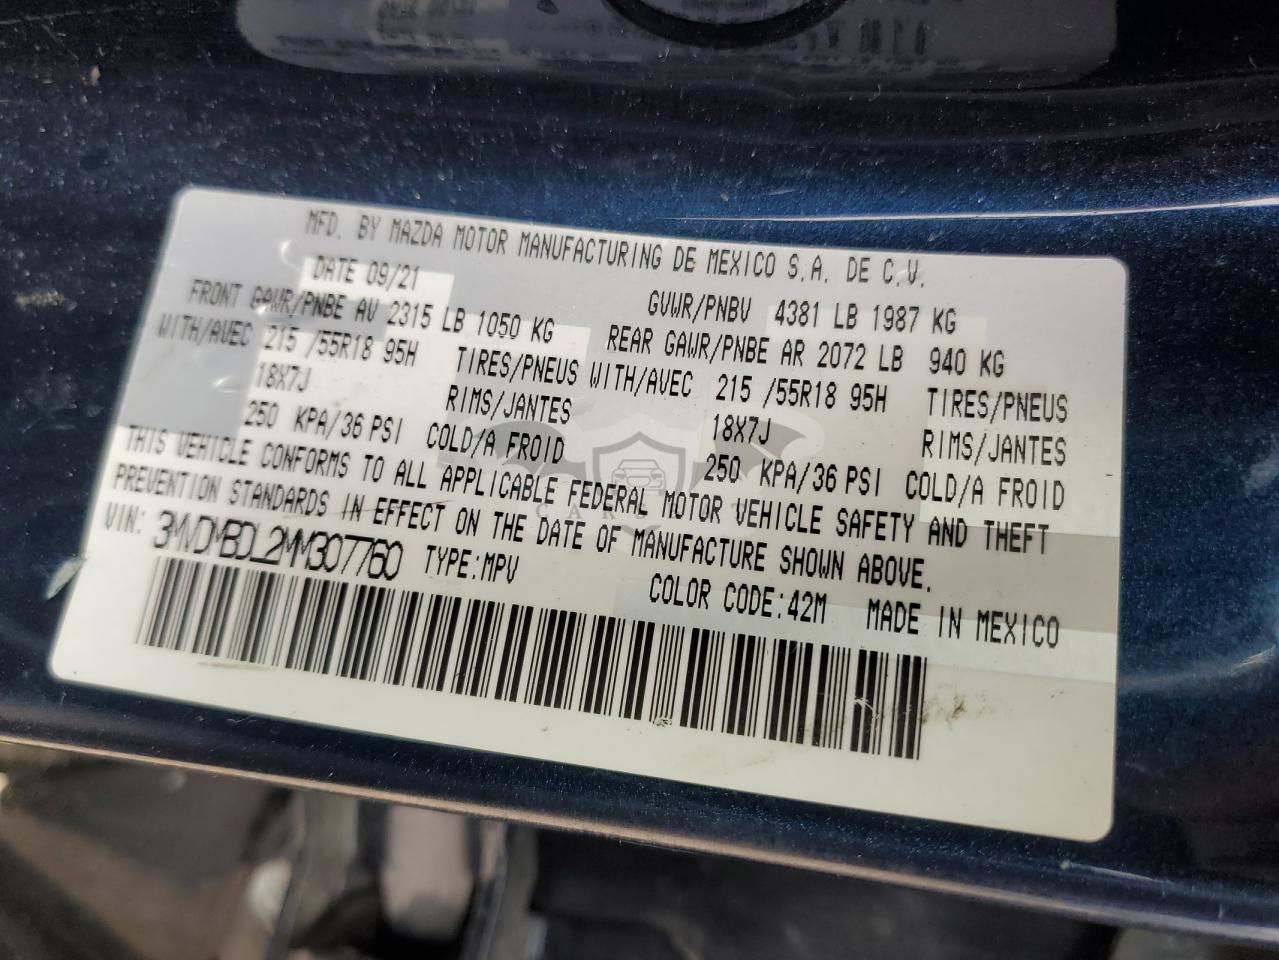 MFD. BY MAZDA MOTOR MANUFACTURING DE MEXICO S.A. DE C.V.
DATE 09/21 GVWR/PNBV 4381 LB 1987 KG
FRONT GAWR/PNBE AV 2315 LB 1050 KG REAR GAWR/PNBE AR 2072 LB 940 KG
WITH/AVEC 215 /55R18 95H TIRES/PNEUS WITH/AVEC 215 /55R18 95H TIRES/PNEUS
18X7J RIMS/JANTES 18X7J RIMS/JANTES
250 KPA/36 PSI COLD/A FROID 250 KPA/36 PSI COLD/A FROID
THIS VEHICLE CONFORMS TO ALL APPLICABLE FEDERAL MOTOR VEHICLE SAFETY AND THEFT
PREVENTION STANDARDS IN EFFECT ON THE DATE OF MANUFACTURE SHOWN ABOVE.
VIN: 3MVDMBDL2MM307760 TYPE:MPV COLOR CODE:42M MADE IN MEXICO